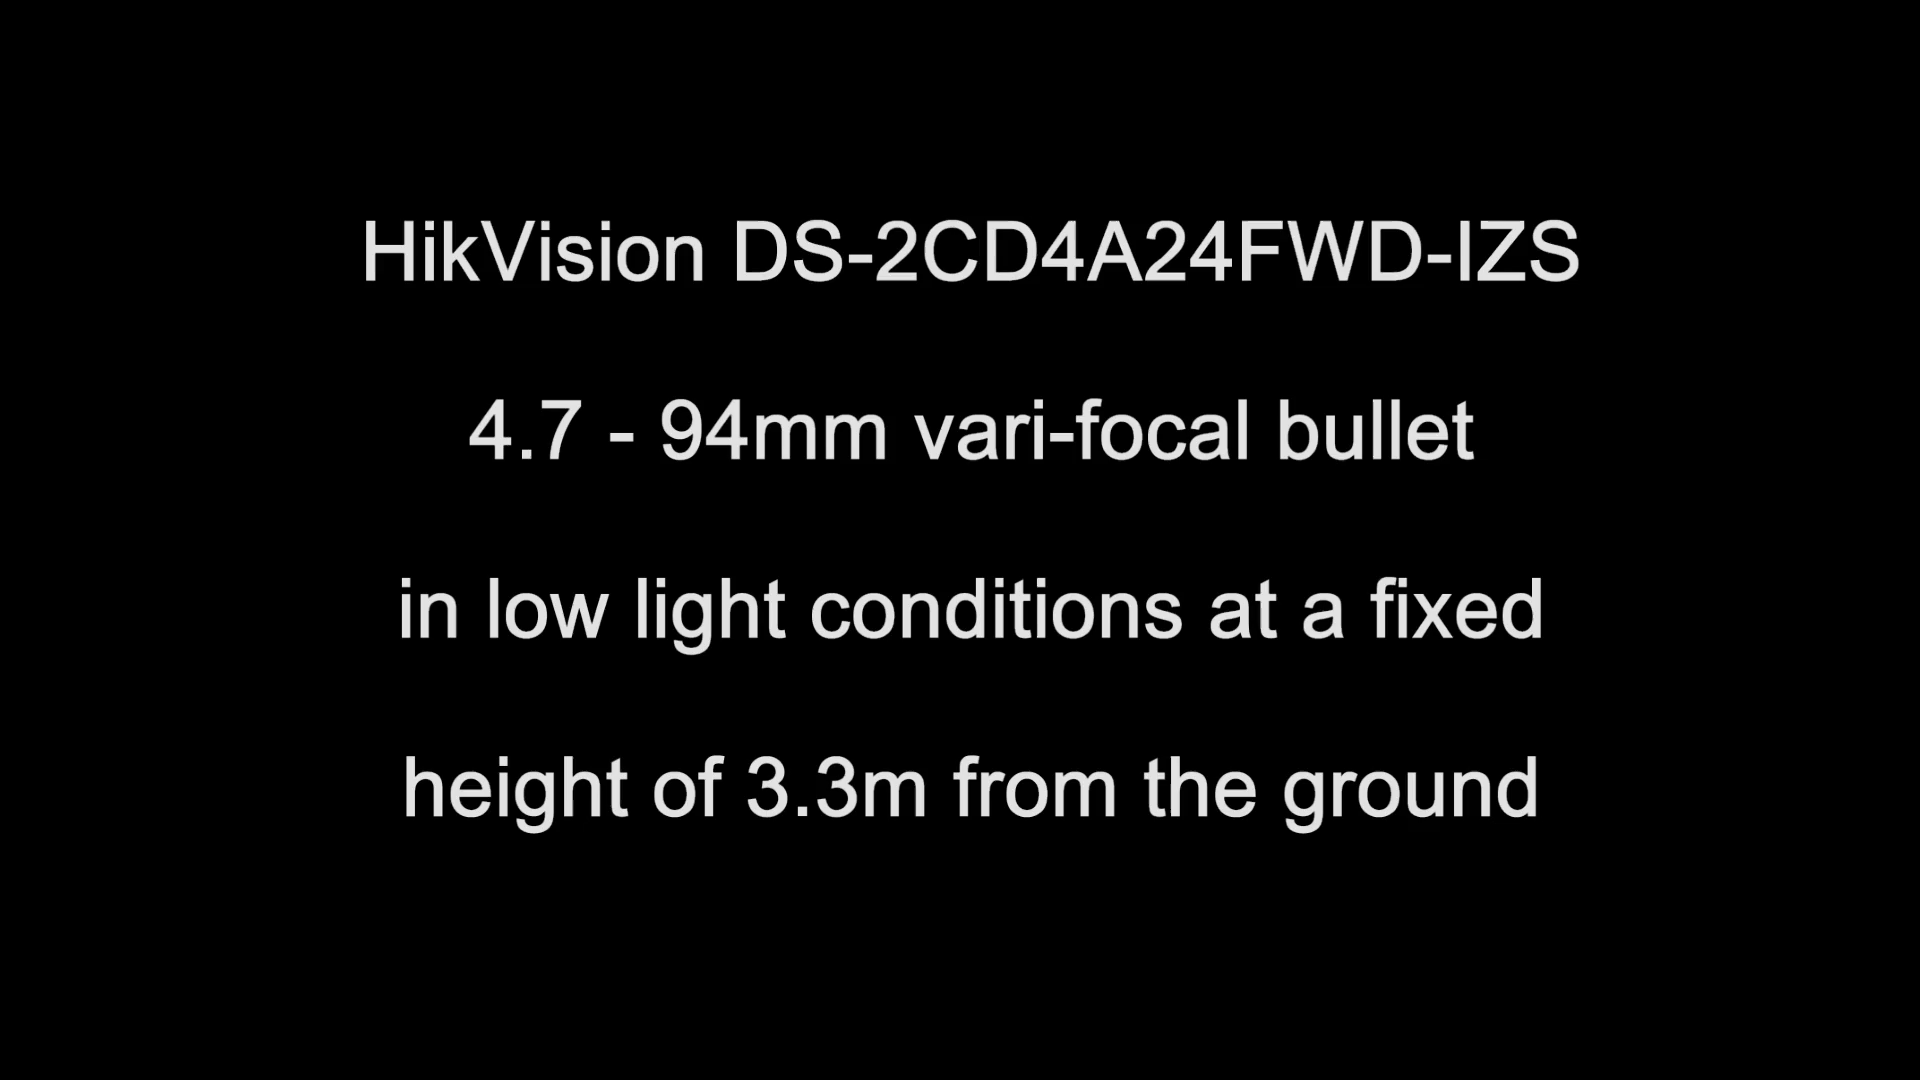 HikVision DS-2CD4A24FWD-IZS
4.7 - 94mm vari-focal bullet
in low light conditions at a fixed
height of 3.3m from the ground